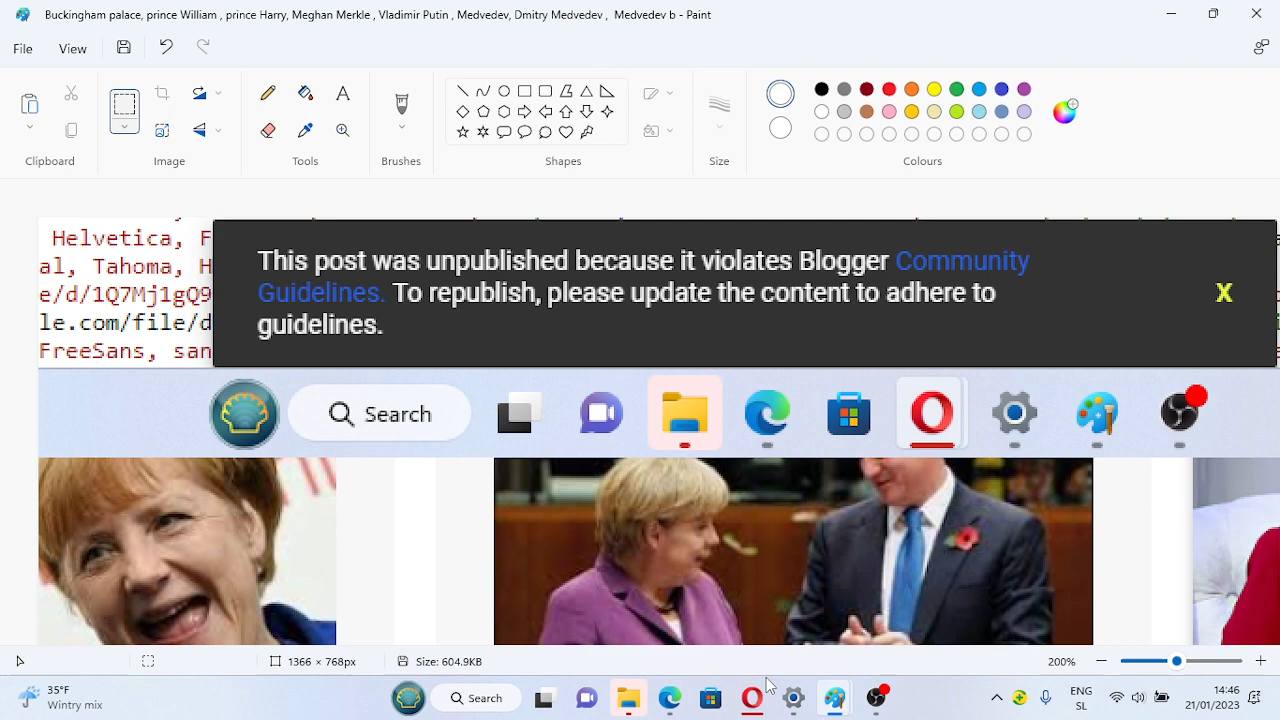 Buckingham palace, prince William , prince Harry, Meghan Merkle , Vladimir Putin , Medvedev, Dmitry Medvedev ,  Medvedev b - Paint
File View
Clipboard Image Tools Brushes Shapes Size Colours
Helvetica, F
al, Tahoma, H
e/d/1Q7Mj1gQ9
le.com/file/d
FreeSans, san
This post was unpublished because it violates Blogger Community
Guidelines. To republish, please update the content to adhere to
guidelines.
X
Search
1366 × 768px Size: 604.9KB 200%
35°F
Wintry mix
Search
ENG
SL
14:46
21/01/2023